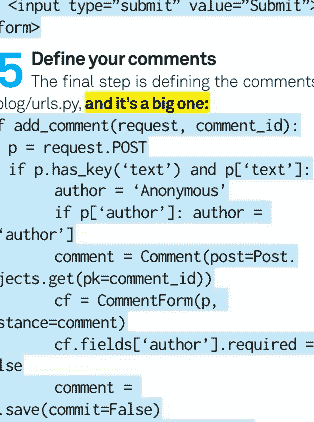 <input type=”submit” value=”Submit”>
form>
5 Define your comments
The final step is defining the comments
blog/urls.py, and it’s a big one:
f add_comment(request, comment_id):
p = request.POST
if p.has_key(‘text’) and p[‘text’]:
author = ‘Anonymous’
if p[‘author’]: author =
‘author’]
comment = Comment(post=Post.
jects.get(pk=comment_id))
cf = CommentForm(p,
stance=comment)
cf.fields[‘author’].required =
lse
comment =
.save(commit=False)